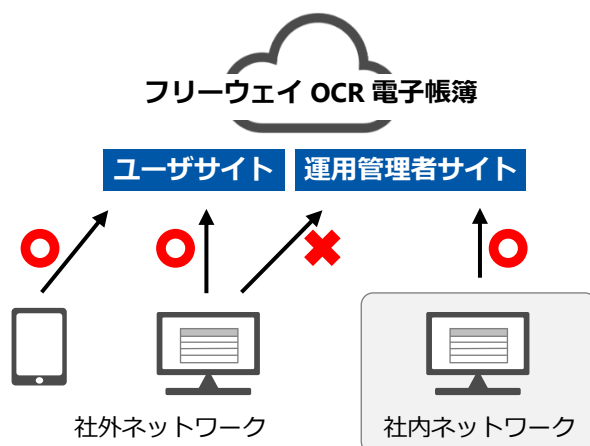 フリーウェイ OCR 電子帳簿
ユーザサイト
運用管理者サイト
社外ネットワーク
社内ネットワーク